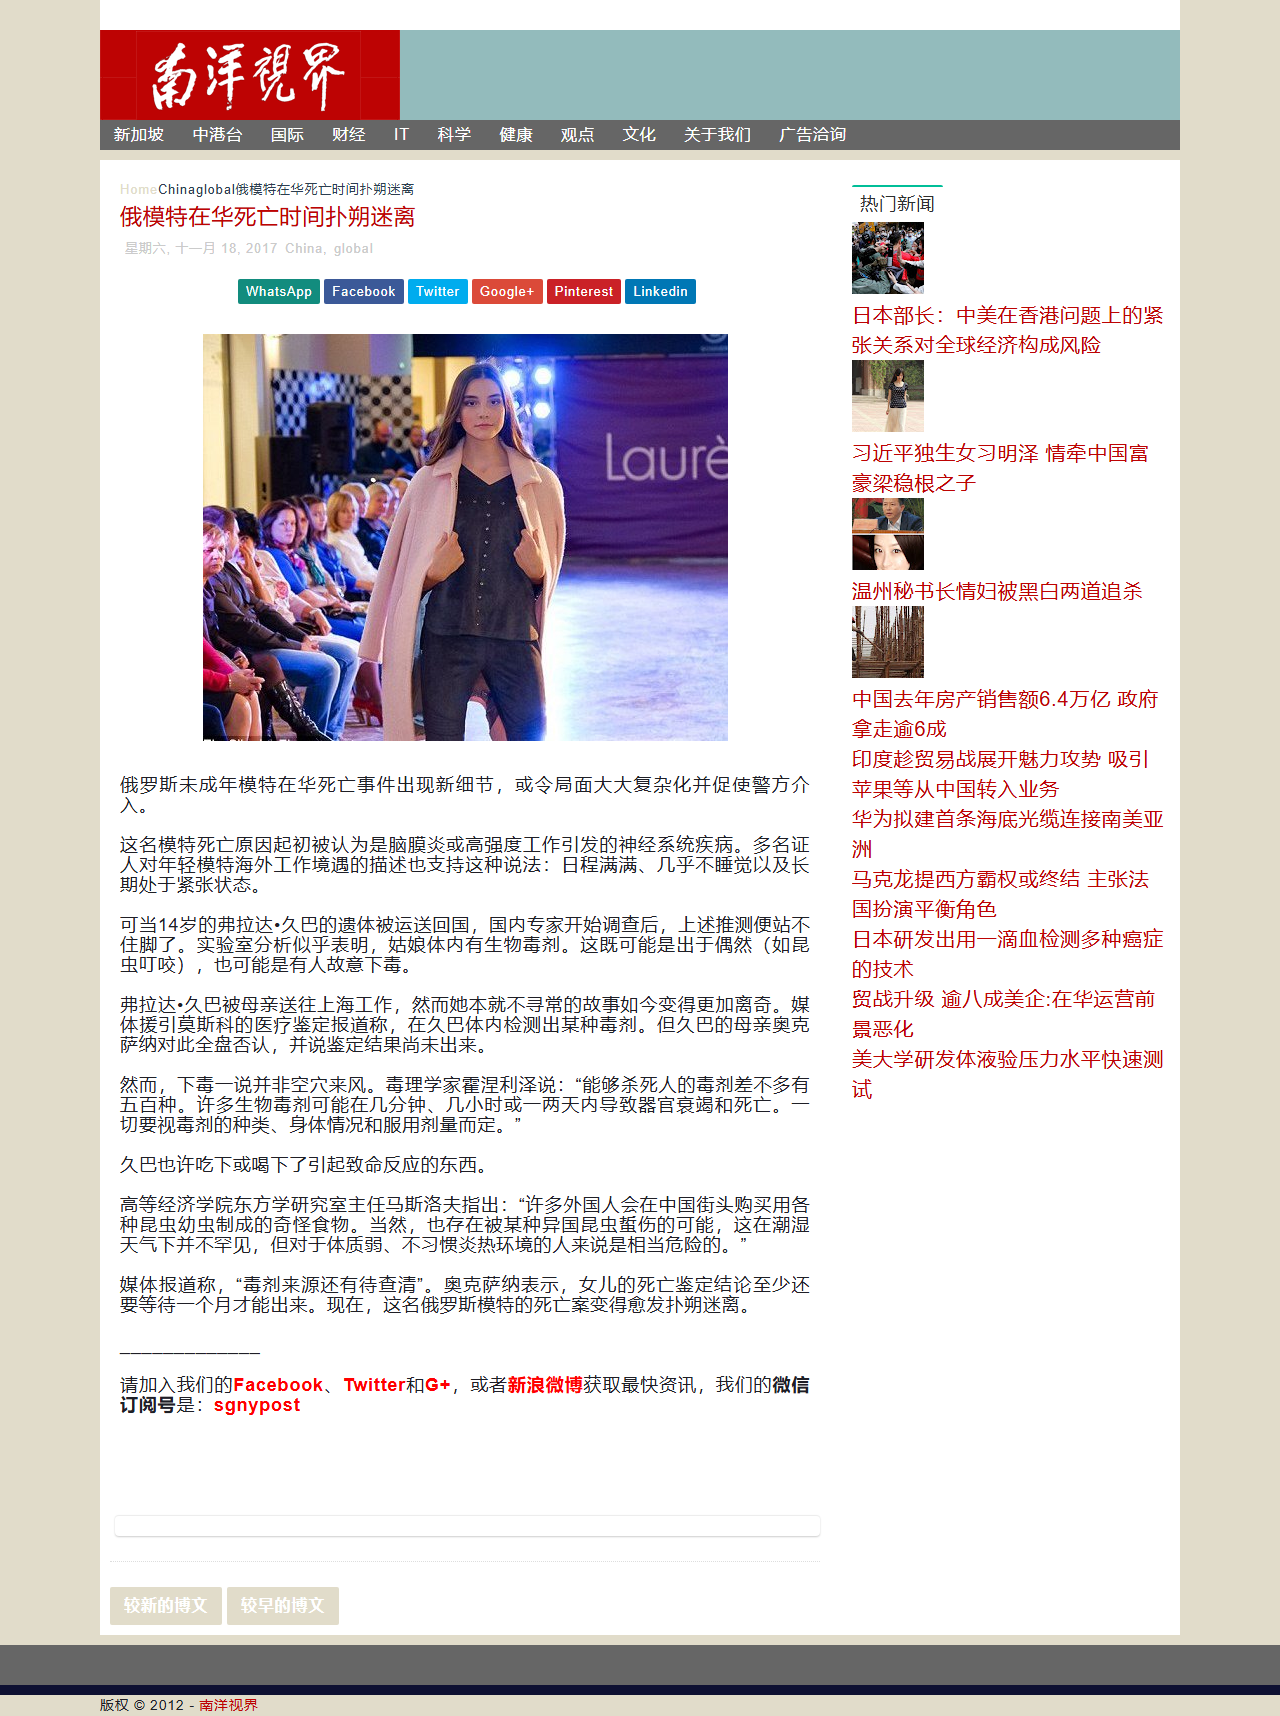 南洋視界
新加坡 中港台 国际 财经 IT 科学 健康 观点 文化 关于我们 广告洽询
HomeChinaglobal俄模特在华死亡时间扑朔迷离
俄模特在华死亡时间扑朔迷离
星期六, 十一月 18, 2017 China, global
WhatsApp Facebook Twitter Google+ Pinterest Linkedin
Laurè
俄罗斯未成年模特在华死亡事件出现新细节，或令局面大大复杂化并促使警方介
入。
这名模特死亡原因起初被认为是脑膜炎或高强度工作引发的神经系统疾病。多名证
人对年轻模特海外工作境遇的描述也支持这种说法：日程满满、几乎不睡觉以及长
期处于紧张状态。
可当14岁的弗拉达•久巴的遗体被运送回国，国内专家开始调查后，上述推测便站不
住脚了。实验室分析似乎表明，姑娘体内有生物毒剂。这既可能是出于偶然（如昆
虫叮咬），也可能是有人故意下毒。
弗拉达•久巴被母亲送往上海工作，然而她本就不寻常的故事如今变得更加离奇。媒
体援引莫斯科的医疗鉴定报道称，在久巴体内检测出某种毒剂。但久巴的母亲奥克
萨纳对此全盘否认，并说鉴定结果尚未出来。
然而，下毒一说并非空穴来风。毒理学家霍涅利泽说：“能够杀死人的毒剂差不多有
五百种。许多生物毒剂可能在几分钟、几小时或一两天内导致器官衰竭和死亡。一
切要视毒剂的种类、身体情况和服用剂量而定。”
久巴也许吃下或喝下了引起致命反应的东西。
高等经济学院东方学研究室主任马斯洛夫指出：“许多外国人会在中国街头购买用各
种昆虫幼虫制成的奇怪食物。当然，也存在被某种异国昆虫蜇伤的可能，这在潮湿
天气下并不罕见，但对于体质弱、不习惯炎热环境的人来说是相当危险的。”
媒体报道称，“毒剂来源还有待查清”。奥克萨纳表示，女儿的死亡鉴定结论至少还
要等待一个月才能出来。现在，这名俄罗斯模特的死亡案变得愈发扑朔迷离。
_____________
请加入我们的Facebook、Twitter和G+，或者新浪微博获取最快资讯，我们的微信
订阅号是：sgnypost
较新的博文 较早的博文
热门新闻
日本部长：中美在香港问题上的紧
张关系对全球经济构成风险
习近平独生女习明泽 情牵中国富
豪梁稳根之子
温州秘书长情妇被黑白两道追杀
中国去年房产销售额6.4万亿 政府
拿走逾6成
印度趁贸易战展开魅力攻势 吸引
苹果等从中国转入业务
华为拟建首条海底光缆连接南美亚
洲
马克龙提西方霸权或终结 主张法
国扮演平衡角色
日本研发出用一滴血检测多种癌症
的技术
贸战升级 逾八成美企:在华运营前
景恶化
美大学研发体液验压力水平快速测
试
版权 © 2012 - 南洋视界